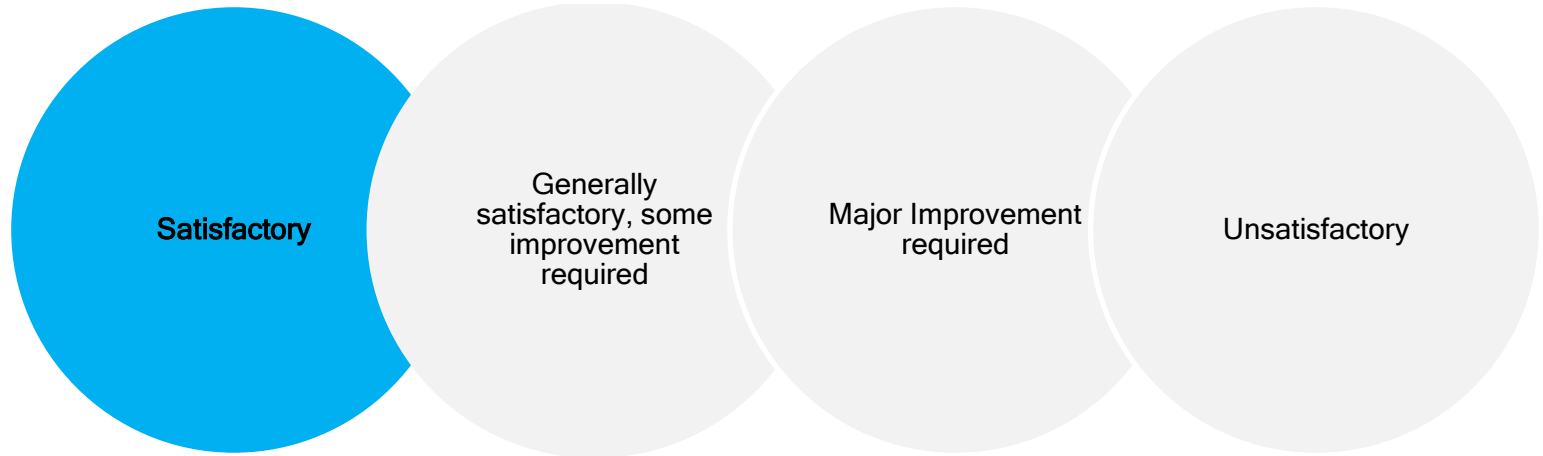 Satisfactory
Generally
satisfactory, some
improvement
required
Major Improvement
required
Unsatisfactory